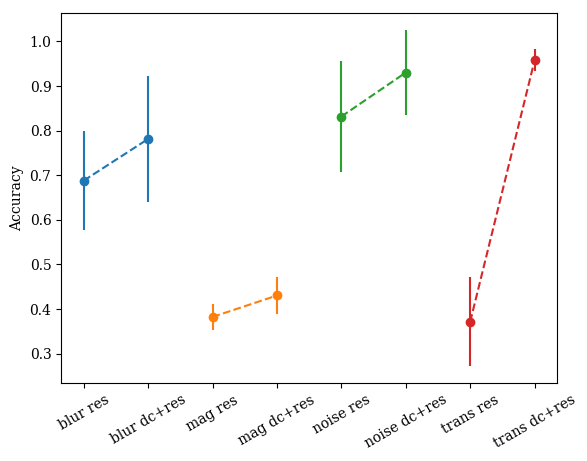 1.0
0.9
0.8
0.7
0.6
0.5
0.4
0.3
Accuracy
blur res
blur dc+res
mag res
mag dc+res
noise res
noise dc+res
trans res
trans dc+res